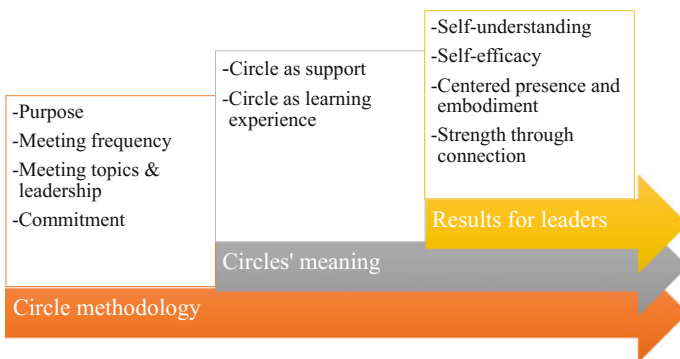 -Purpose
-Meeting frequency
-Meeting topics &
leadership
-Commitment
Circle methodology
-Circle as support
-Circle as learning
experience
Circles' meaning
-Self-understanding
-Self-efficacy
-Centered presence and
embodiment
-Strength through
connection
Results for leaders